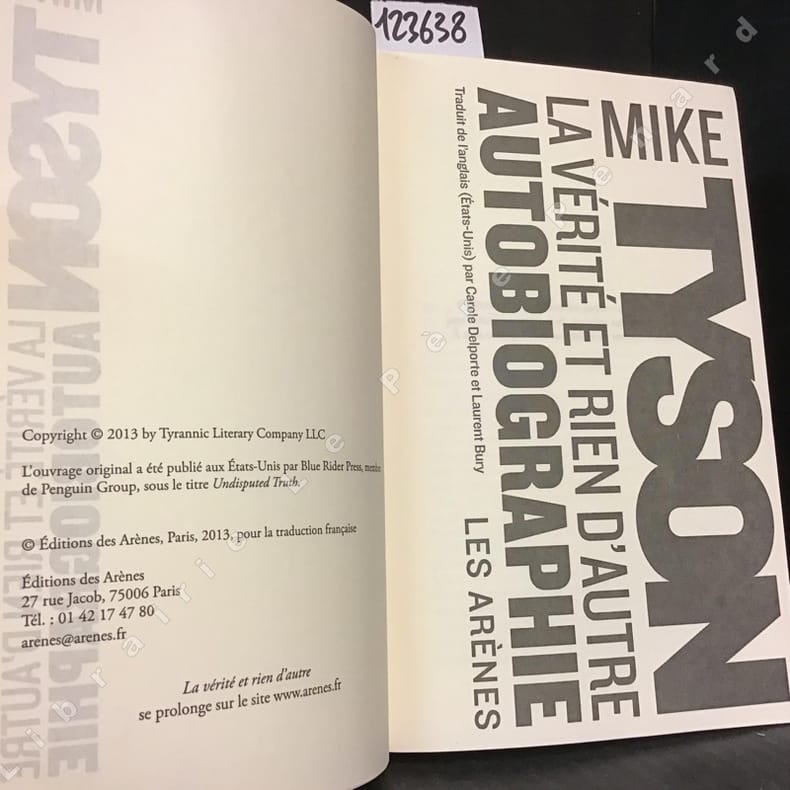 123638
Copyright © 2013 by Tyrannic Literary Company LLC
L'ouvrage original a été publié aux États-Unis par Blue Rider Press,
de Penguin Group, sous le titre Undisputed Truth.
© Éditions des Arènes, Paris, 2013, pour la traduction française
Éditions des Arènes
27 rue Jacob, 75006 Paris
Tél. : 01 42 17 47 80
arenes@arenes.fr
La vérité et rien d'autre
se prolonge sur le site www.arenes.fr
MIKE
TYSON
LA VÉRITÉ ET RIEN D'AUTRE
AUTOBIOGRAPHIE
Traduit de l'anglais (États-Unis) par Carole Delporte et Laurent Bury
LES ARÈNES
Librairie Le Père Pénard